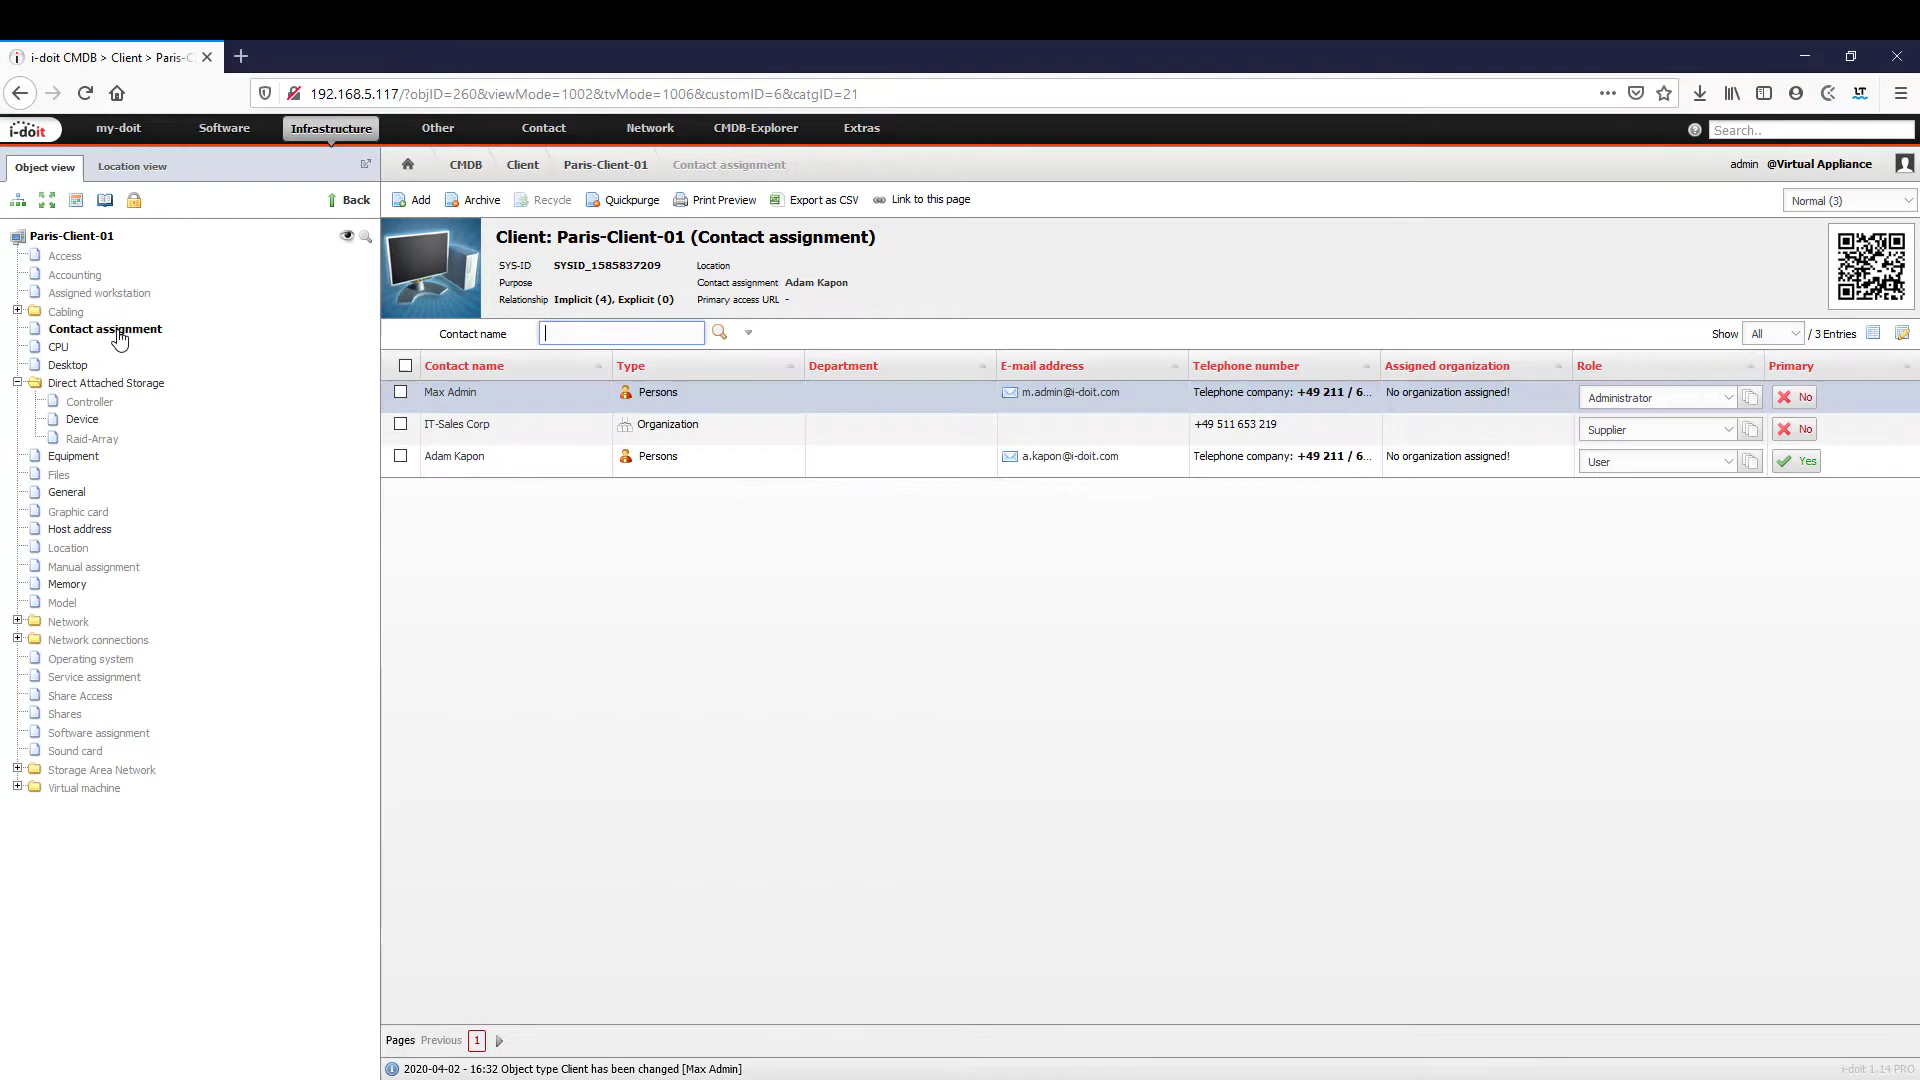 i-doit CMDB > Client > Paris-C
192.168.5.117/?objID=260&viewMode=1002&tvMode=1006&customID=6&catgID=21
i-doit my-doit Software Infrastructure Other Contact Network CMDB-Explorer Extras Search..
Object view Location view
CMDB Client Paris-Client-01 Contact assignment admin @Virtual Appliance
Back
Add Archive Recycle Quickpurge Print Preview Export as CSV Link to this page Normal (3)
Paris-Client-01
Access
Accounting
Assigned workstation
Cabling
Contact assignment
CPU
Desktop
Direct Attached Storage
Controller
Device
Raid-Array
Equipment
Files
General
Graphic card
Host address
Location
Manual assignment
Memory
Model
Network
Network connections
Operating system
Service assignment
Share Access
Shares
Software assignment
Sound card
Storage Area Network
Virtual machine
Client: Paris-Client-01 (Contact assignment)
SYS-ID SYSID_1585837209 Location
Purpose Contact assignment Adam Kapon
Relationship Implicit (4), Explicit (0) Primary access URL -
Contact name Show All / 3 Entries
Contact name Type Department E-mail address Telephone number Assigned organization Role Primary
Max Admin Persons m.admin@i-doit.com Telephone company: +49 211 / 6... No organization assigned! Administrator No
IT-Sales Corp Organization +49 511 653 219 Supplier No
Adam Kapon Persons a.kapon@i-doit.com Telephone company: +49 211 / 6... No organization assigned! User Yes
Pages Previous 1
2020-04-02 - 16:32 Object type Client has been changed [Max Admin] i-doit 1.14 PRO